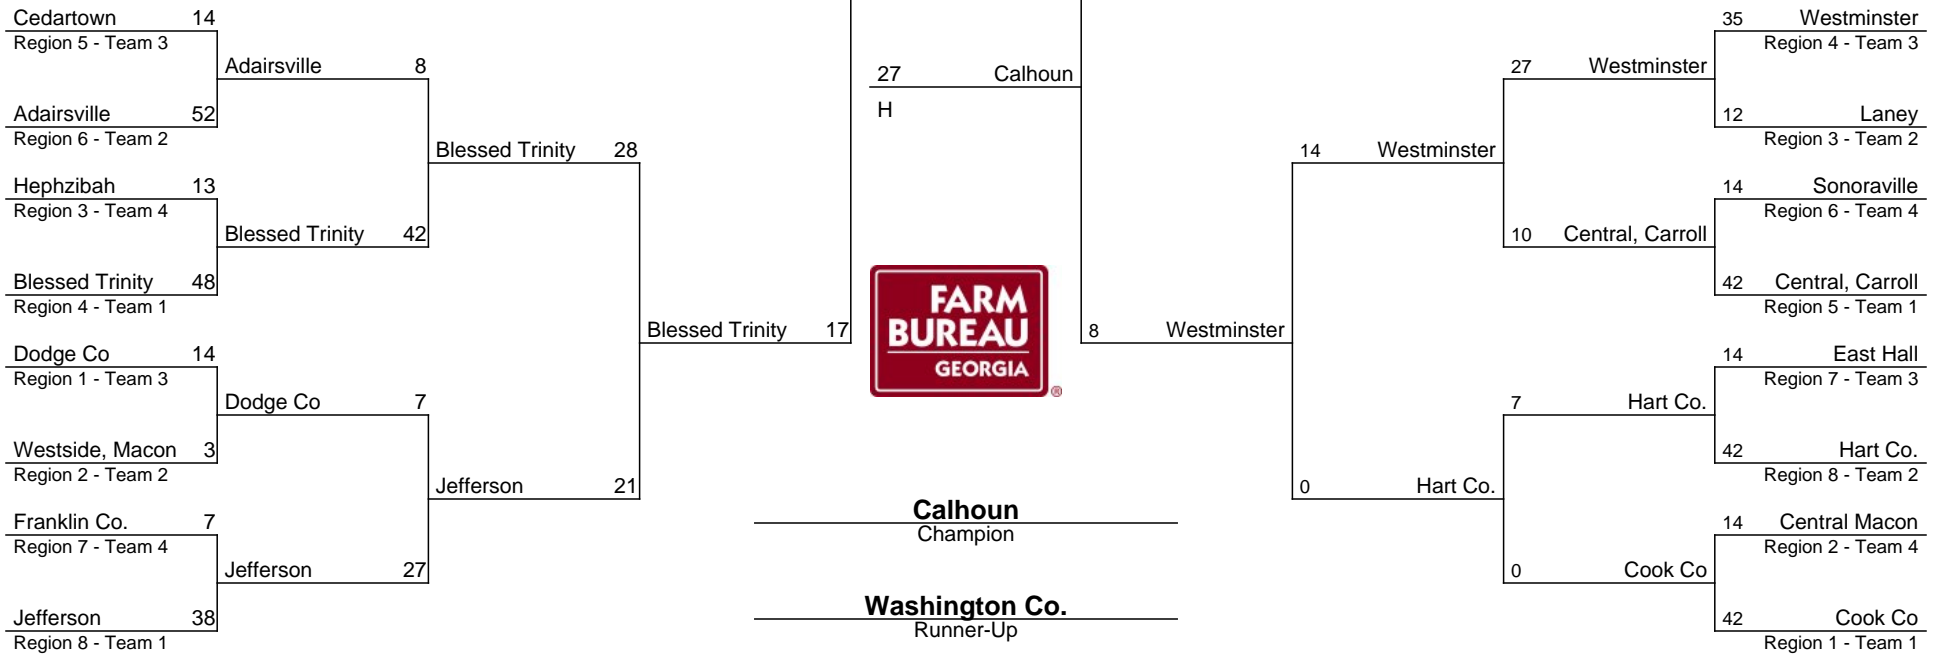 Cedartown 14
Region 5 - Team 3
Adairsville 8
Adairsville 52
Region 6 - Team 2
Blessed Trinity 28
Hephzibah 13
Region 3 - Team 4
Blessed Trinity 42
Blessed Trinity 48
Region 4 - Team 1
Blessed Trinity 17
Dodge Co 14
Region 1 - Team 3
Dodge Co 7
Westside, Macon 3
Region 2 - Team 2
Jefferson 21
Franklin Co. 7
Region 7 - Team 4
Jefferson 27
Jefferson 38
Region 8 - Team 1
27 Calhoun
H
FARM
BUREAU
GEORGIA
®
Calhoun
Champion
Washington Co.
Runner-Up
35 Westminster
Region 4 - Team 3
27 Westminster
12 Laney
Region 3 - Team 2
14 Westminster
14 Sonoraville
Region 6 - Team 4
10 Central, Carroll
42 Central, Carroll
Region 5 - Team 1
8 Westminster
14 East Hall
Region 7 - Team 3
7 Hart Co.
42 Hart Co.
Region 8 - Team 2
0 Hart Co.
14 Central Macon
Region 2 - Team 4
0 Cook Co
42 Cook Co
Region 1 - Team 1